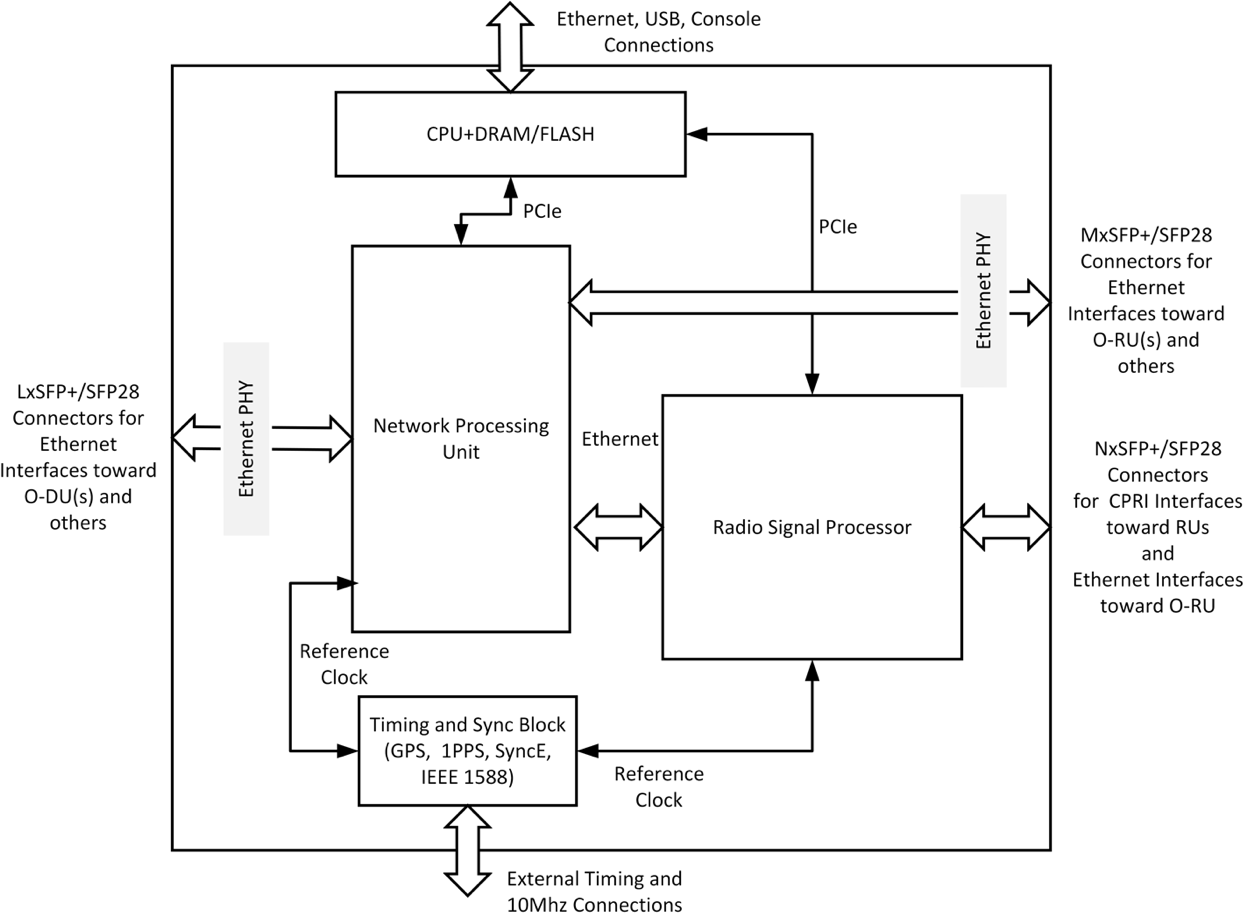 Ethernet, USB, Console
Connections
CPU+DRAM/FLASH
PCIe
PCIe
MxSFP+/SFP28
Connectors for
Ethernet
Interfaces toward
O-RU(s) and
others
Ethernet PHY
LxSFP+/SFP28
Connectors for
Ethernet
Interfaces toward
O-DU(s) and
others
Ethernet PHY
Network Processing
Unit
Ethernet
Radio Signal Processor
NxSFP+/SFP28
Connectors
for CPRI Interfaces
toward RUs
and
Ethernet Interfaces
toward O-RU
Reference
Clock
Timing and Sync Block
(GPS, 1PPS, SyncE,
IEEE 1588)
Reference
Clock
External Timing and
10Mhz Connections